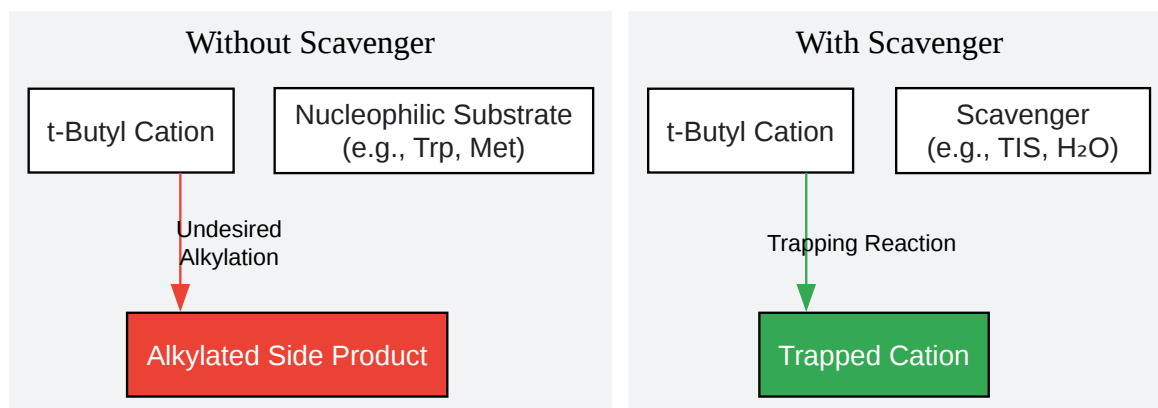 Without Scavenger
t-Butyl Cation
Nucleophilic Substrate
(e.g., Trp, Met)
Undesired
Alkylation
Alkylated Side Product
With Scavenger
t-Butyl Cation
Scavenger
(e.g., TIS, H₂O)
Trapping Reaction
Trapped Cation